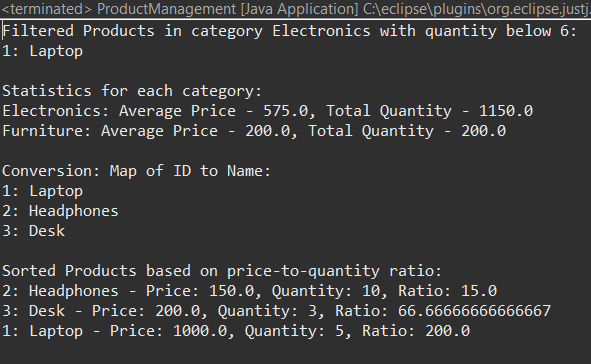 <terminated> ProductManagement [Java Application] C:\eclipse\plugins\org.eclipse.justj.
Filtered Products in category Electronics with quantity below 6:
1: Laptop
Statistics for each category:
Electronics: Average Price - 575.0, Total Quantity - 1150.0
Furniture: Average Price - 200.0, Total Quantity - 200.0
Conversion: Map of ID to Name:
1: Laptop
2: Headphones
3: Desk
Sorted Products based on price-to-quantity ratio:
2: Headphones - Price: 150.0, Quantity: 10, Ratio: 15.0
3: Desk - Price: 200.0, Quantity: 3, Ratio: 66.66666666666667
1: Laptop - Price: 1000.0, Quantity: 5, Ratio: 200.0